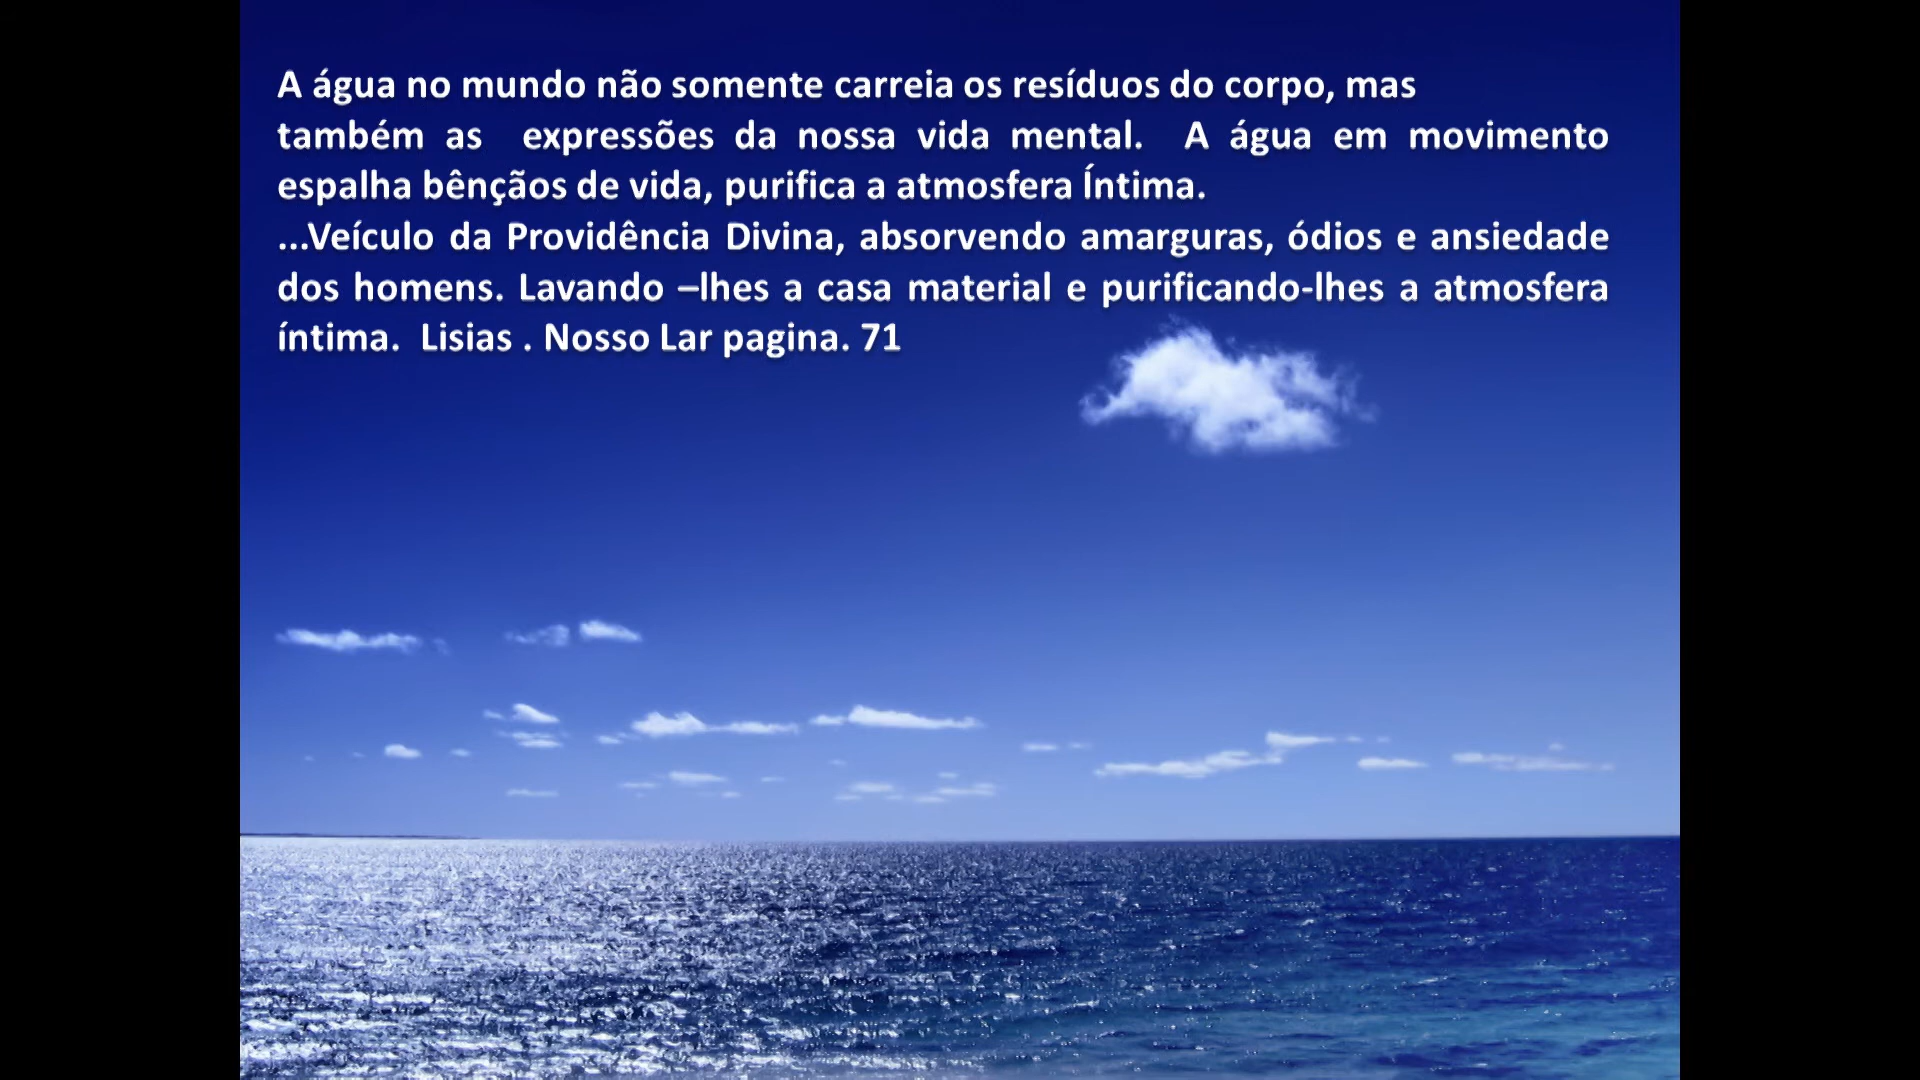 A água no mundo não somente carreia os resíduos do corpo, mas
também as expressões da nossa vida mental. A água em movimento
espalha bênçãos de vida, purifica a atmosfera Íntima.
...Veículo da Providência Divina, absorvendo amarguras, ódios e ansiedade
dos homens. Lavando –lhes a casa material e purificando-lhes a atmosfera
íntima. Lisias . Nosso Lar pagina. 71